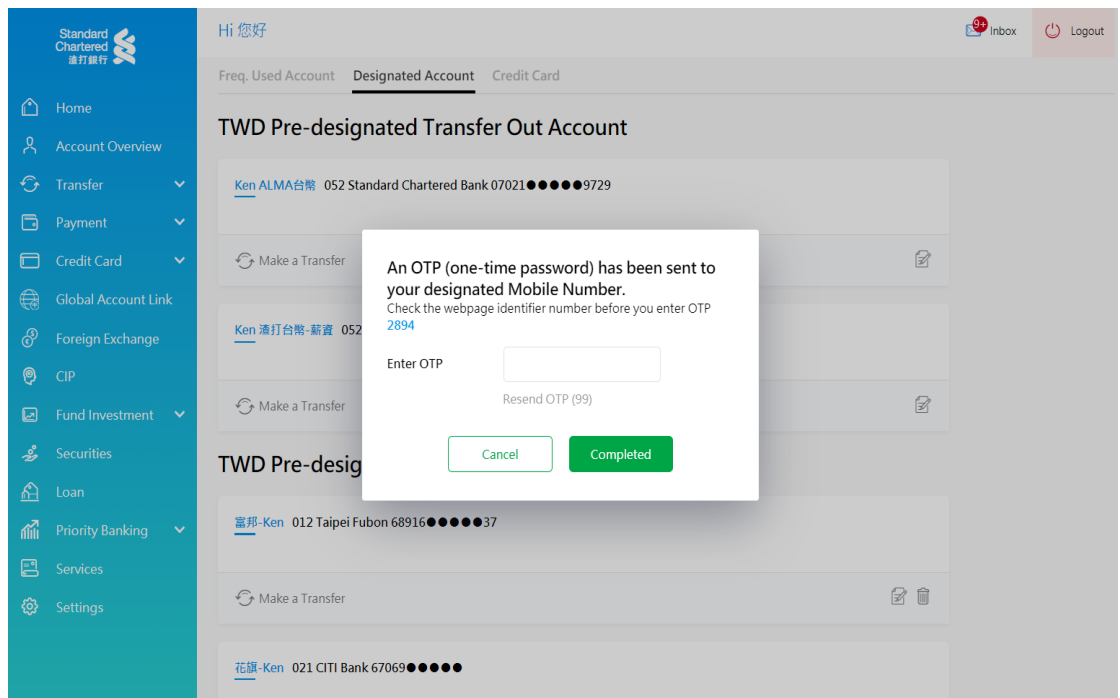 Standard
Chartered
渣打銀行
Hi 您好
9+
Inbox
Logout
Freq. Used Account
Designated Account
Credit Card
Home
Account Overview
Transfer
Payment
Credit Card
Global Account Link
Foreign Exchange
CIP
Fund Investment
Securities
Loan
Priority Banking
Services
Settings
TWD Pre-designated Transfer Out Account
Ken ALMA台幣 052 Standard Chartered Bank 07021●●●●●9729
Make a Transfer
Ken 渣打台幣-薪資 052
Make a Transfer
An OTP (one-time password) has been sent to
your designated Mobile Number.
Check the webpage identifier number before you enter OTP
2894
Enter OTP
Resend OTP (99)
Cancel
Completed
TWD Pre-desig
富邦-Ken 012 Taipei Fubon 68916●●●●●37
Make a Transfer
花旗-Ken 021 CITI Bank 67069●●●●●